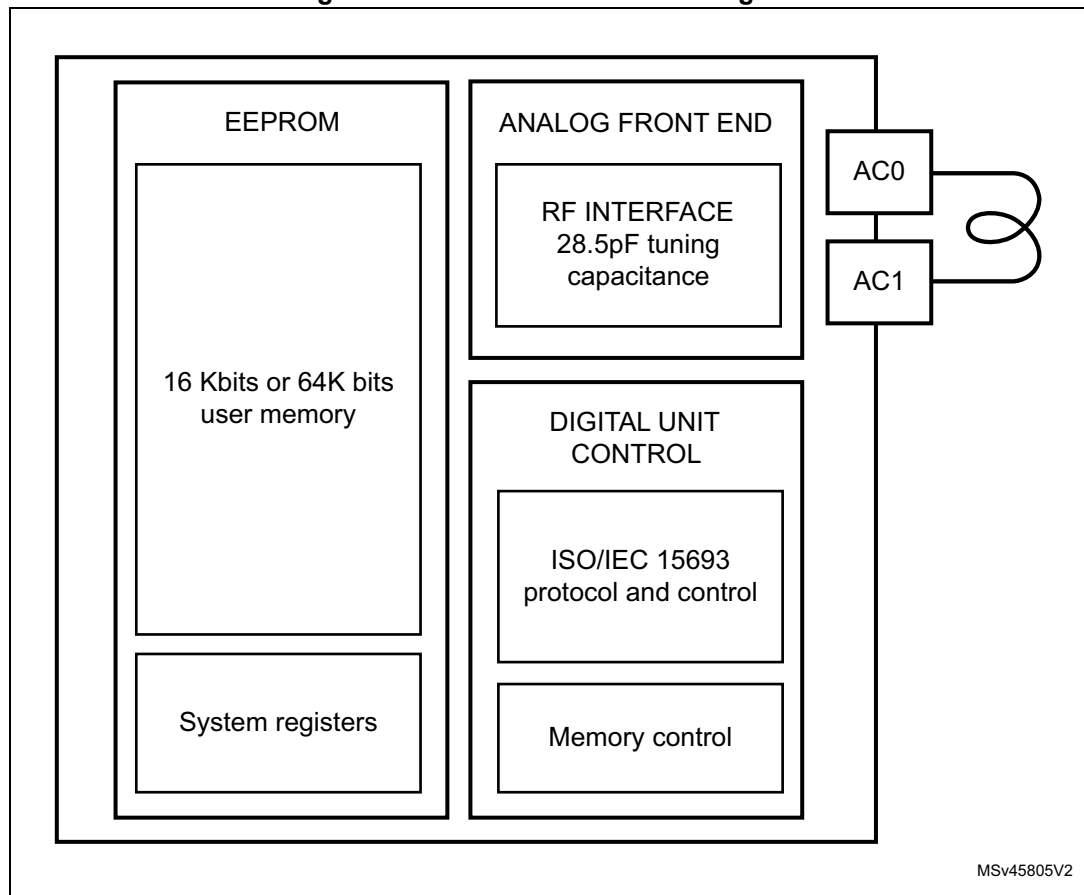 EEPROM
16 Kbits or 64K bits
user memory
System registers
ANALOG FRONT END
RF INTERFACE
28.5pF tuning
capacitance
DIGITAL UNIT
CONTROL
ISO/IEC 15693
protocol and control
Memory control
AC0
AC1
MSv45805V2